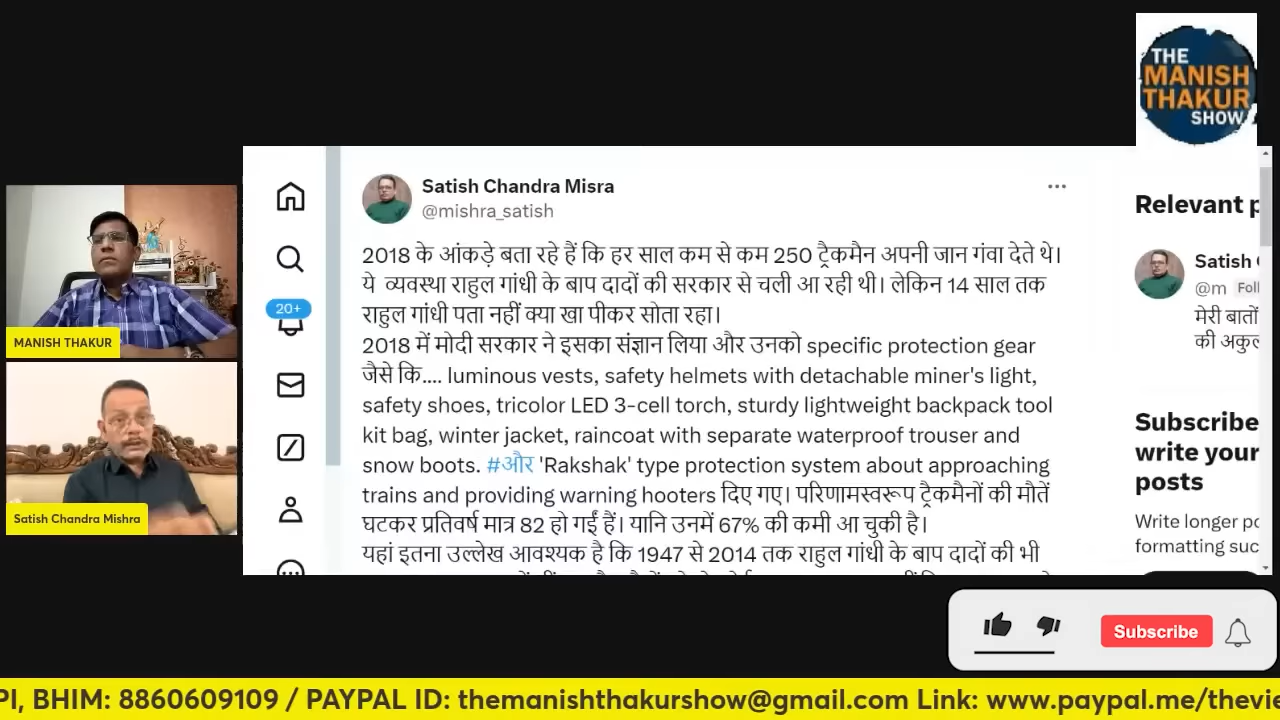 THE
MANISH
THAKUR
SHOW
Satish Chandra Misra
@mishra_satish
2018 के आंकड़े बता रहे हैं कि हर साल कम से कम 250 ट्रैकमैन अपनी जान गंवा देते थे।
ये व्यवस्था राहुल गांधी के बाप दादों की सरकार से चली आ रही थी। लेकिन 14 साल तक
राहुल गांधी पता नहीं क्या खा पीकर सोता रहा।
2018 में मोदी सरकार ने इसका संज्ञान लिया और उनको specific protection gear
जैसे कि.... luminous vests, safety helmets with detachable miner's light,
safety shoes, tricolor LED 3-cell torch, sturdy lightweight backpack tool
kit bag, winter jacket, raincoat with separate waterproof trouser and
snow boots. #और 'Rakshak' type protection system about approaching
trains and providing warning hooters दिए गए। परिणामस्वरूप ट्रैकमैनों की मौतें
घटकर प्रतिवर्ष मात्र 82 हो गईं हैं। यानि उनमें 67% की कमी आ चुकी है।
यहां इतना उल्लेख आवश्यक है कि 1947 से 2014 तक राहुल गांधी के बाप दादों की भी
20+
Relevant
Satish
@m Foll
मेरी बातों
की अकुल
Subscribe
write your
posts
Write longer po
formatting suc
MANISH THAKUR
Satish Chandra Mishra
Subscribe
PI, BHIM: 8860609109 / PAYPAL ID: themanishthakurshow@gmail.com Link: www.paypal.me/thevie